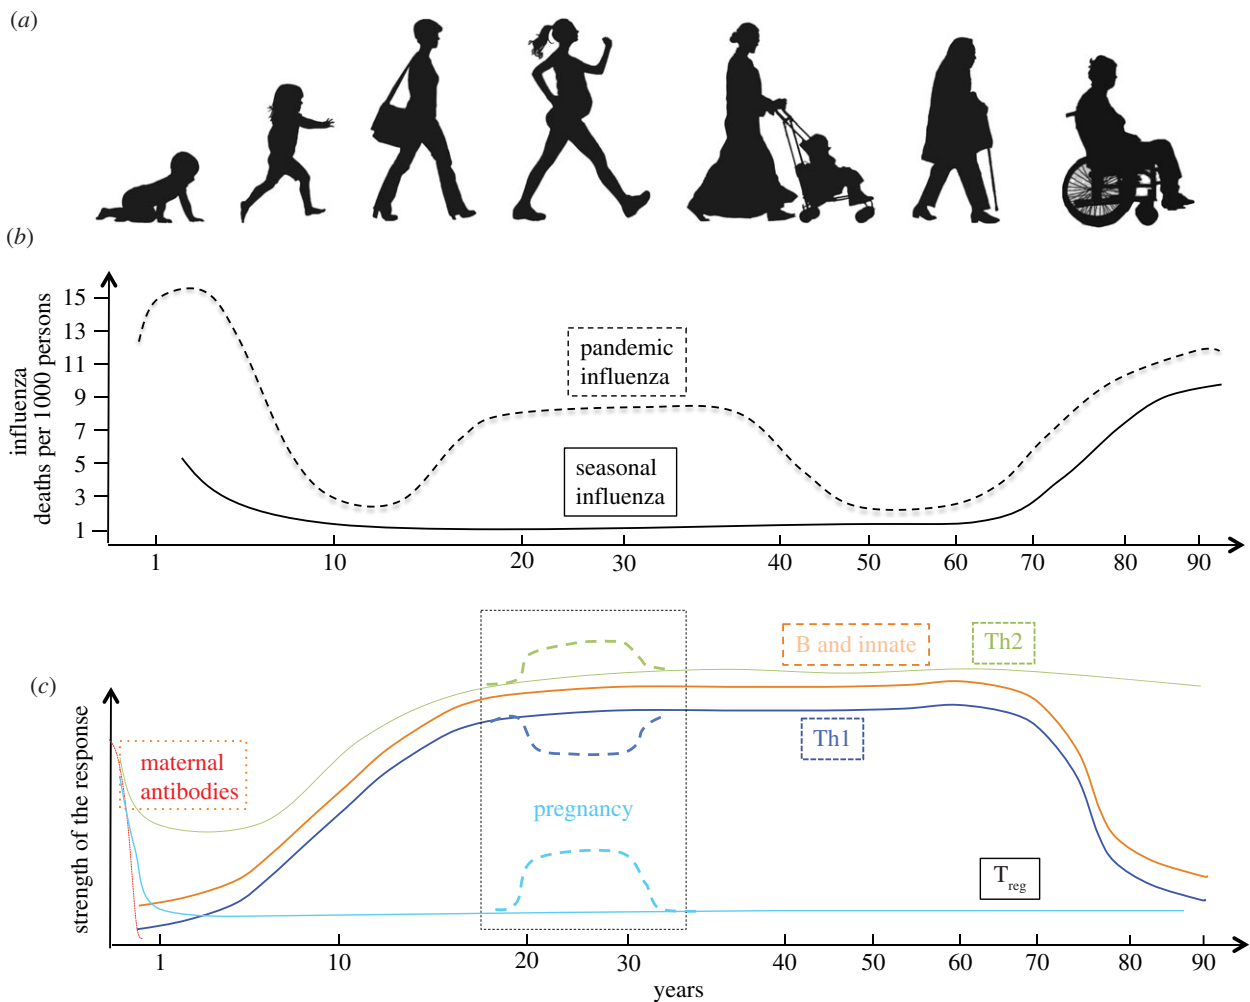 (a)
(b)
influenza
deaths per 1000 persons
15
13
11
9
7
5
3
1
pandemic
influenza
seasonal
influenza
1 10 20 30 40 50 60 70 80 90
(c)
strength of the response
maternal
antibodies
B and innate
Th2
Th1
pregnancy
Treg
1 10 20 30 40 50 60 70 80 90
years